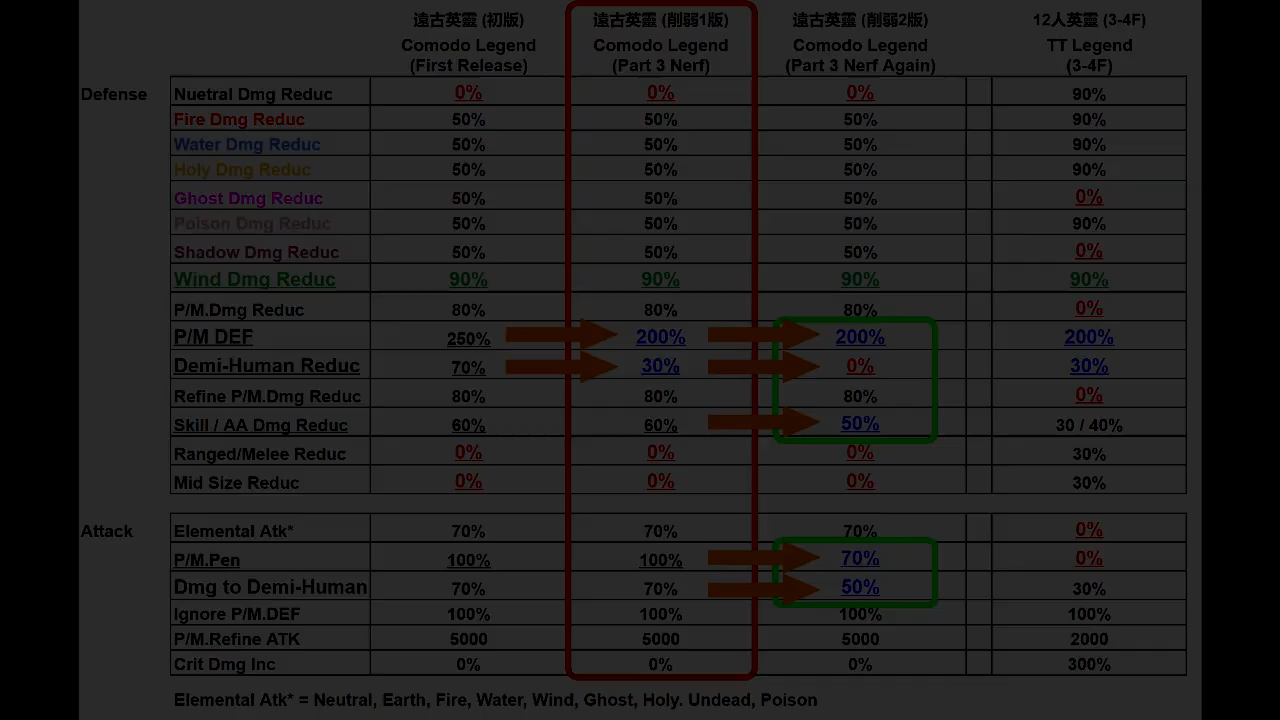 遠古英靈 (初版) 遠古英靈 (削弱1版) 遠古英靈 (削弱2版) 12人英靈 (3-4F)
Comodo Legend Comodo Legend Comodo Legend TT Legend
(First Release) (Part 3 Nerf) (Part 3 Nerf Again) (3-4F)
Defense Nuetral Dmg Reduc 0% 0% 0% 90%
Fire Dmg Reduc 50% 50% 50% 90%
Water Dmg Reduc 50% 50% 50% 90%
Holy Dmg Reduc 50% 50% 50% 90%
Ghost Dmg Reduc 50% 50% 50% 0%
Poison Dmg Reduc 50% 50% 50% 90%
Shadow Dmg Reduc 50% 50% 50% 0%
Wind Dmg Reduc 90% 90% 90% 90%
P/M.Dmg Reduc 80% 80% 80% 0%
P/M DEF 250% 200% 200% 200%
Demi-Human Reduc 70% 30% 0% 30%
Refine P/M.Dmg Reduc 80% 80% 80% 0%
Skill / AA Dmg Reduc 60% 60% 50% 30 / 40%
Ranged/Melee Reduc 0% 0% 0% 30%
Mid Size Reduc 0% 0% 0% 30%
Attack Elemental Atk* 70% 70% 70% 0%
P/M.Pen 100% 100% 70% 0%
Dmg to Demi-Human 70% 70% 50% 30%
Ignore P/M.DEF 100% 100% 100% 100%
P/M.Refine ATK 5000 5000 5000 2000
Crit Dmg Inc 0% 0% 0% 300%
Elemental Atk* = Neutral, Earth, Fire, Water, Wind, Ghost, Holy. Undead, Poison